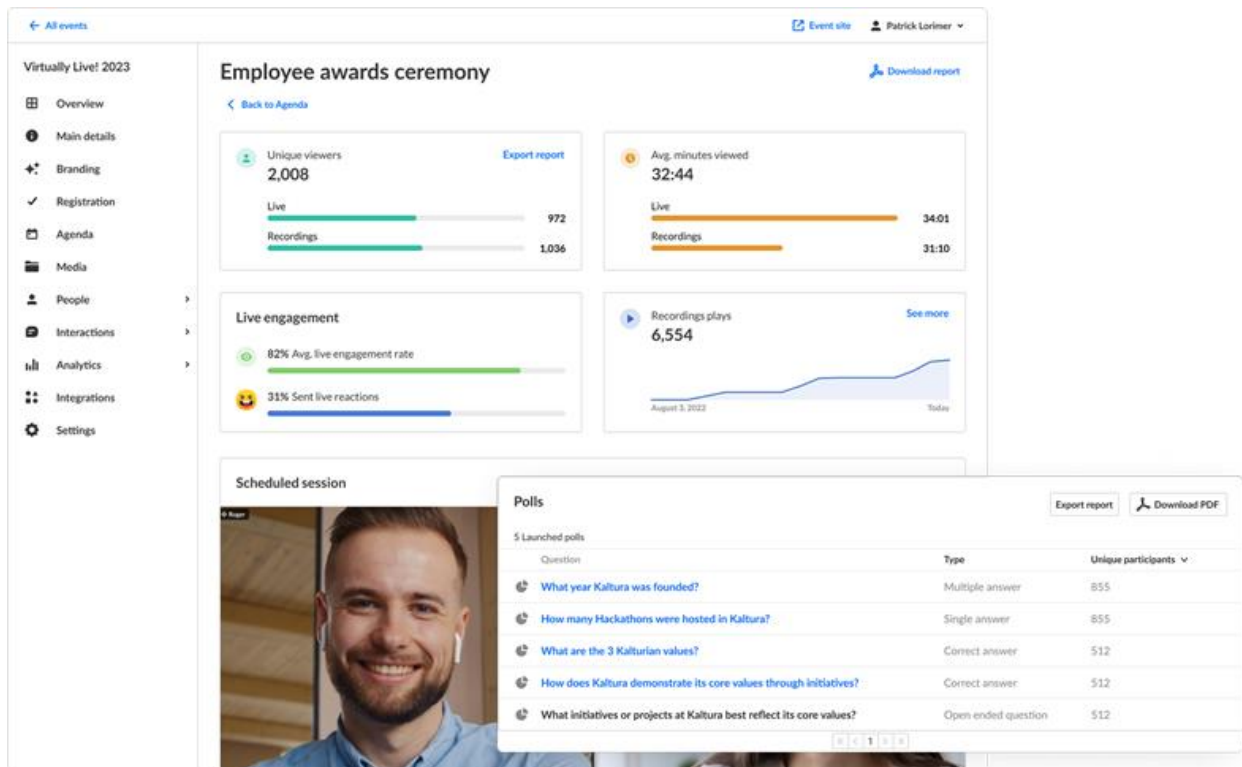 All events
Event site
Patrick Lorimer
Virtually Live! 2023
Overview
Main details
Branding
Registration
Agenda
Media
People
Interactions
Analytics
Integrations
Settings
Employee awards ceremony
Download report
Back to Agenda
Unique viewers
Export report
2,008
Live
972
Recordings
1,036
Avg. minutes viewed
32:44
Live
34:01
Recordings
31:10
Live engagement
82% Avg. live engagement rate
31% Sent live reactions
Recordings plays
See more
6,554
August 3, 2022
Today
Scheduled session
Roger
Polls
Export report
Download PDF
5 Launched polls
Question Type Unique participants
What year Kaltura was founded? Multiple answer 855
How many Hackathons were hosted in Kaltura? Single answer 855
What are the 3 Kalturian values? Correct answer 512
How does Kaltura demonstrate its core values through initiatives? Correct answer 512
What initiatives or projects at Kaltura best reflect its core values? Open ended question 512
1